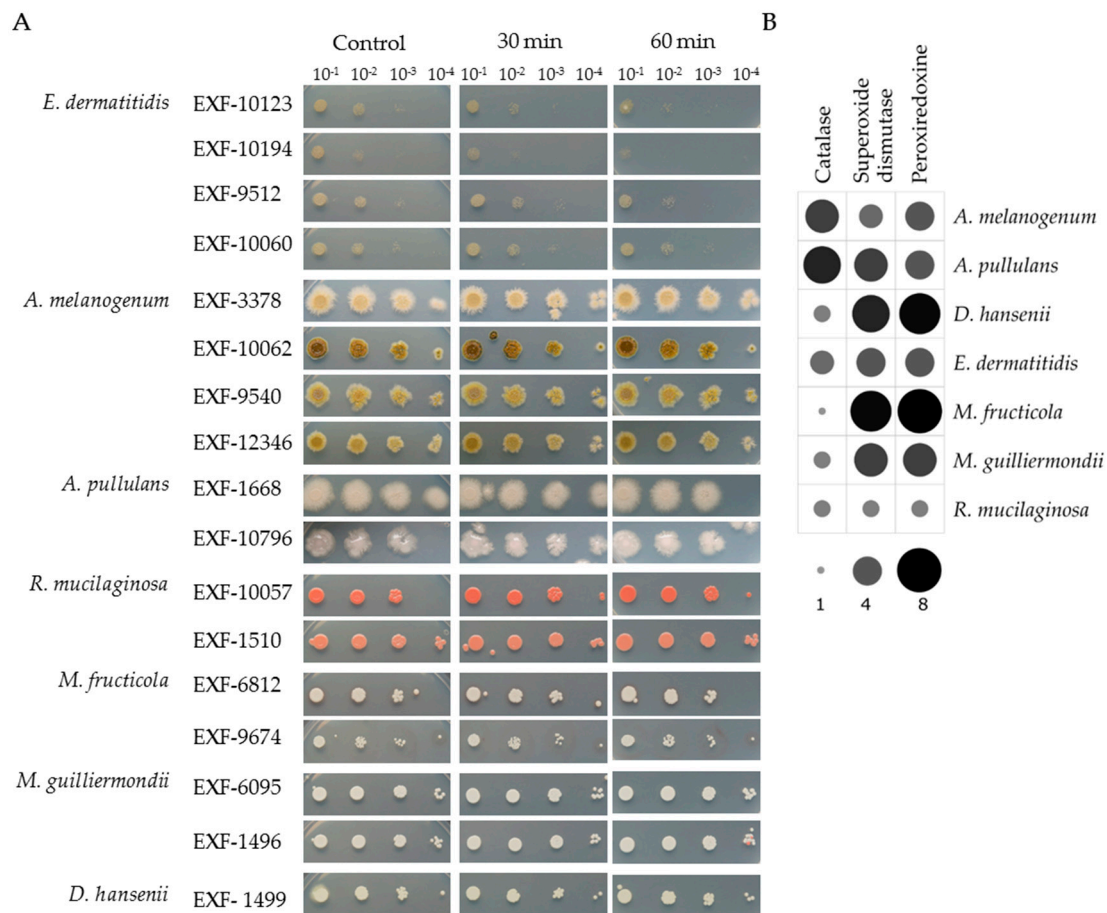 A
B
Control 30 min 60 min
10-1 10-2 10-3 10-4 10-1 10-2 10-3 10-4 10-1 10-2 10-3 10-4
E. dermatitidis EXF-10123
EXF-10194
EXF-9512
EXF-10060
A. melanogenum EXF-3378
EXF-10062
EXF-9540
EXF-12346
A. pullulans EXF-1668
EXF-10796
R. mucilaginosa EXF-10057
EXF-1510
M. fructicola EXF-6812
EXF-9674
M. guilliermondii EXF-6095
EXF-1496
D. hansenii EXF- 1499
Catalase
Superoxide
dismutase
Peroxiredoxine
A. melanogenum
A. pullulans
D. hansenii
E. dermatitidis
M. fructicola
M. guilliermondii
R. mucilaginosa
1 4 8